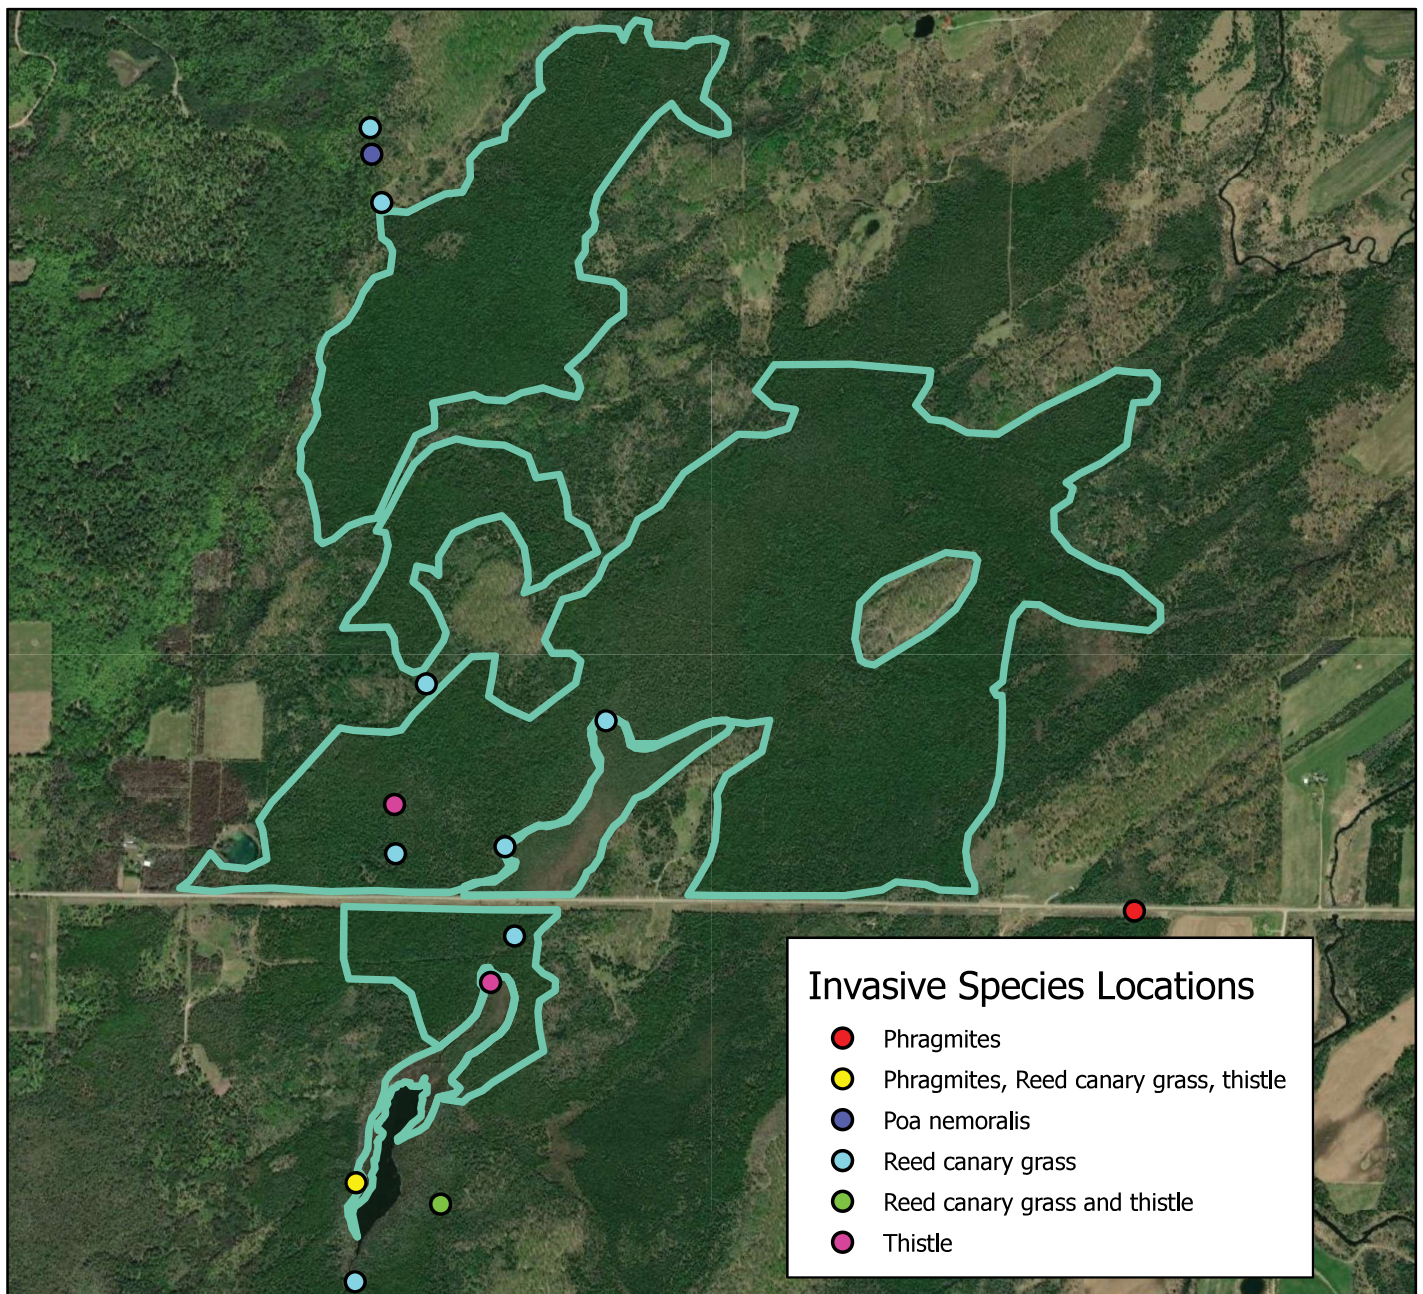 Invasive Species Locations
Phragmites
Phragmites, Reed canary grass, thistle
Poa nemoralis
Reed canary grass
Reed canary grass and thistle
Thistle